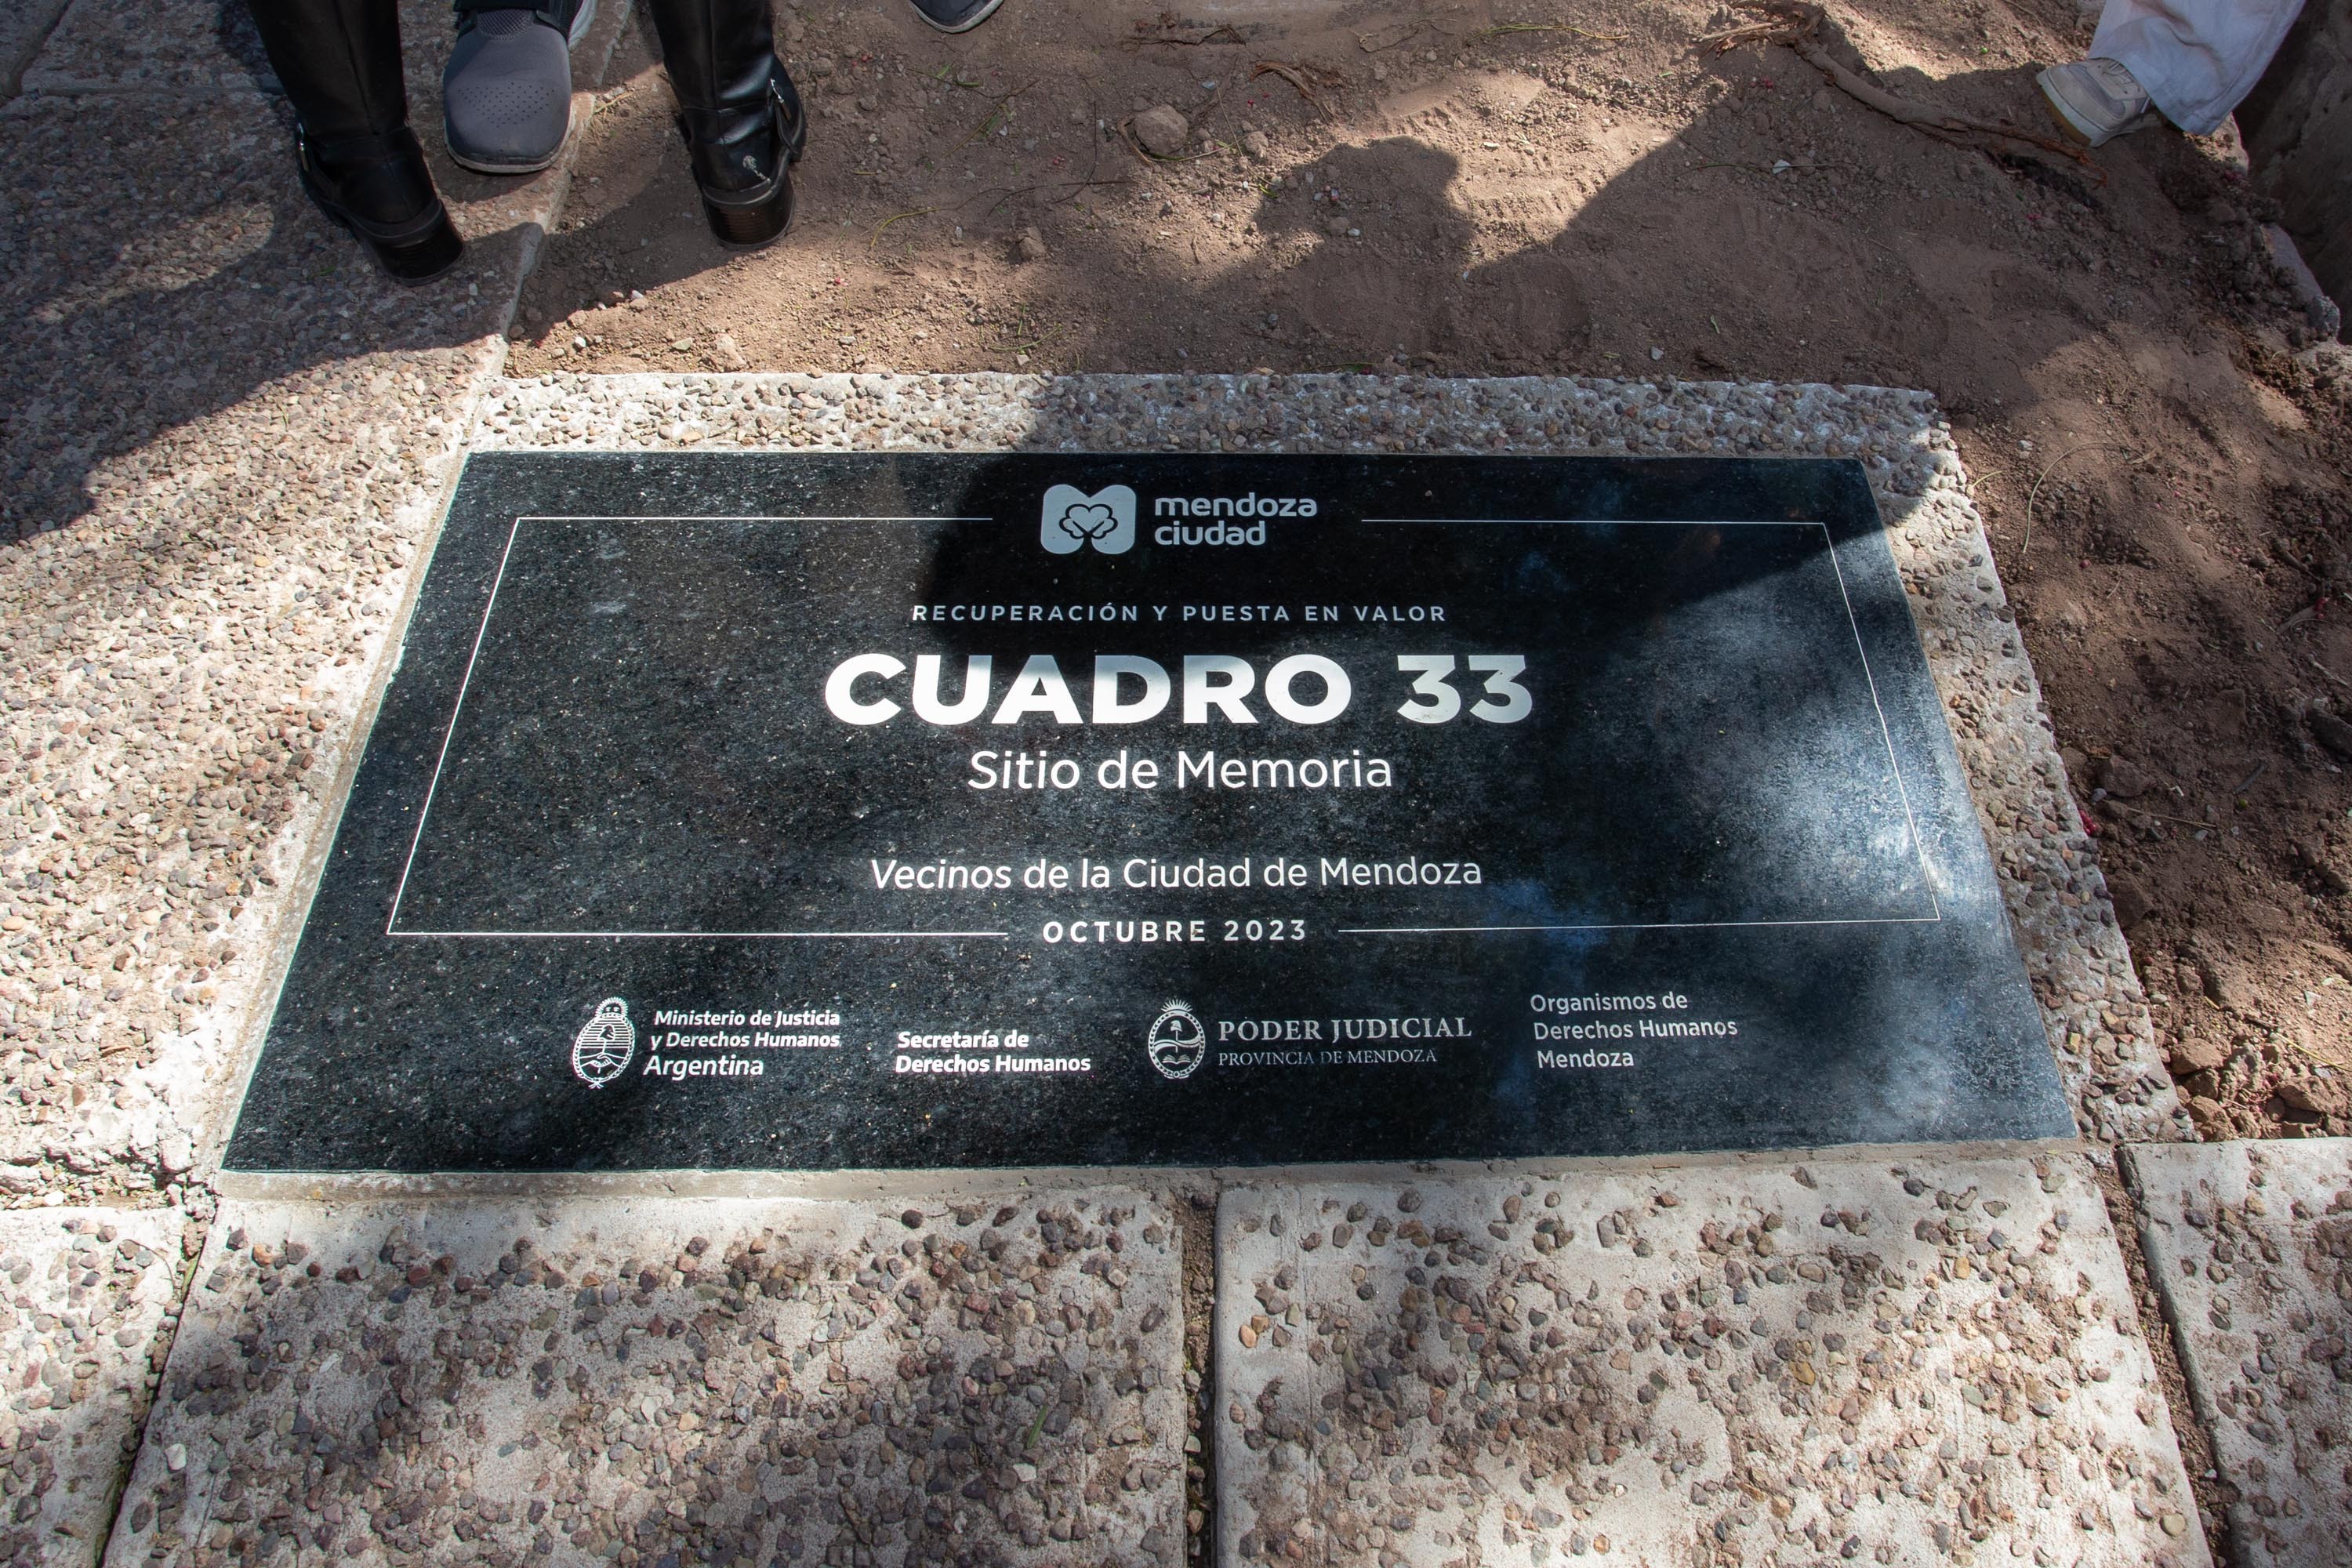 mendoza
ciudad
RECUPERACIÓN Y PUESTA EN VALOR
CUADRO 33
Sitio de Memoria
Vecinos de la Ciudad de Mendoza
OCTUBRE 2023
Ministerio de Justicia
y Derechos Humanos
Argentina
Secretaría de
Derechos Humanos
PODER JUDICIAL
PROVINCIA DE MENDOZA
Organismos de
Derechos Humanos
Mendoza